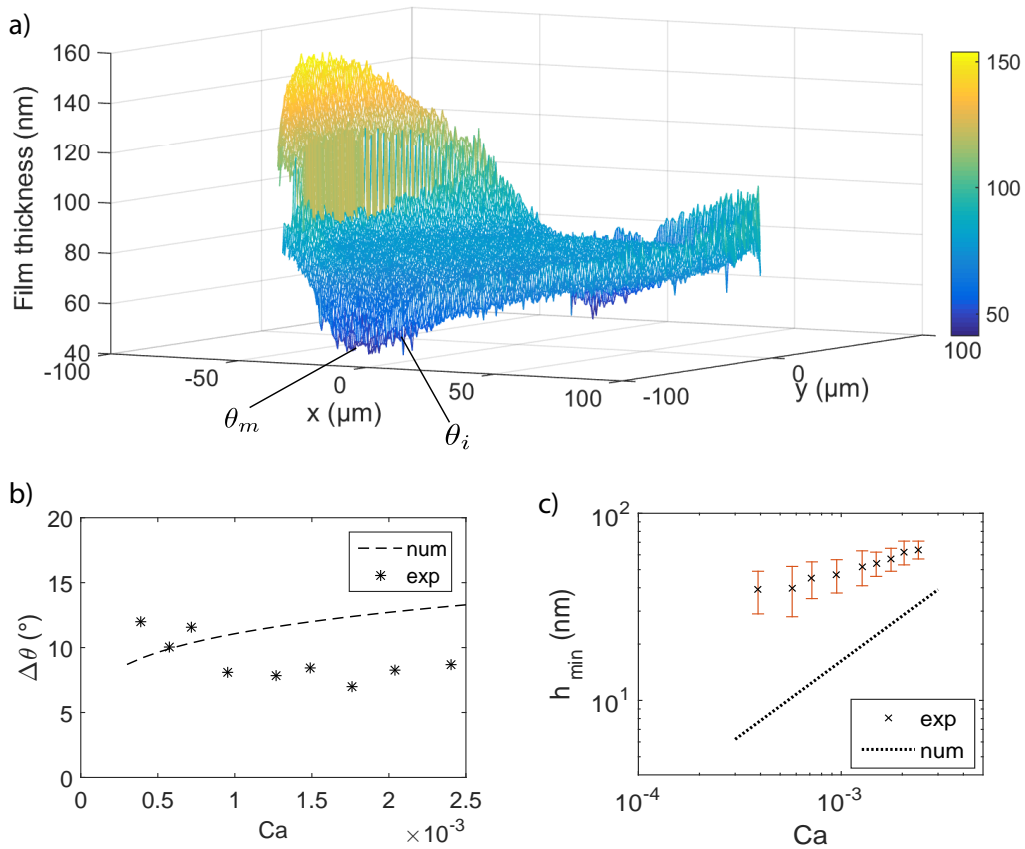 a)
160
140
120
100
80
60
40
Film thickness (nm)
-100
-50
0
50
100
x (μm)
-100
0
100
y (μm)
150
100
50
θm
θi
b)
20
15
10
5
0
Δθ (°)
num
exp
0
0.5
1
1.5
2
2.5
×10-3
Ca
c)
102
101
hmin (nm)
exp
num
10-4
10-3
Ca